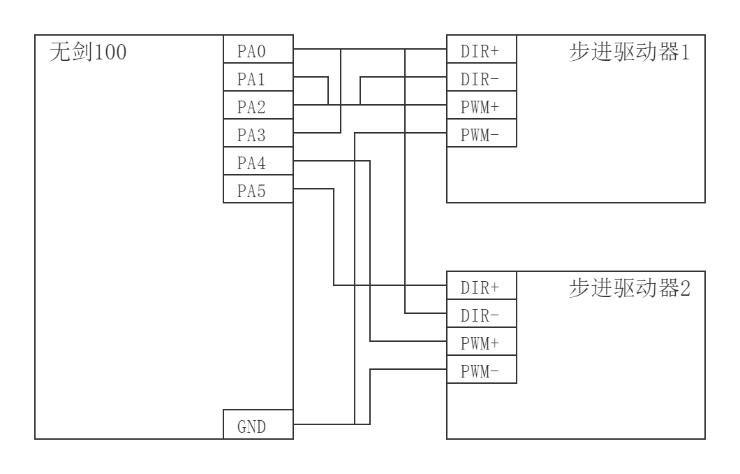 无剑100
PA0
PA1
PA2
PA3
PA4
PA5
GND
步进驱动器1
DIR+
DIR-
PWM+
PWM-
步进驱动器2
DIR+
DIR-
PWM+
PWM-